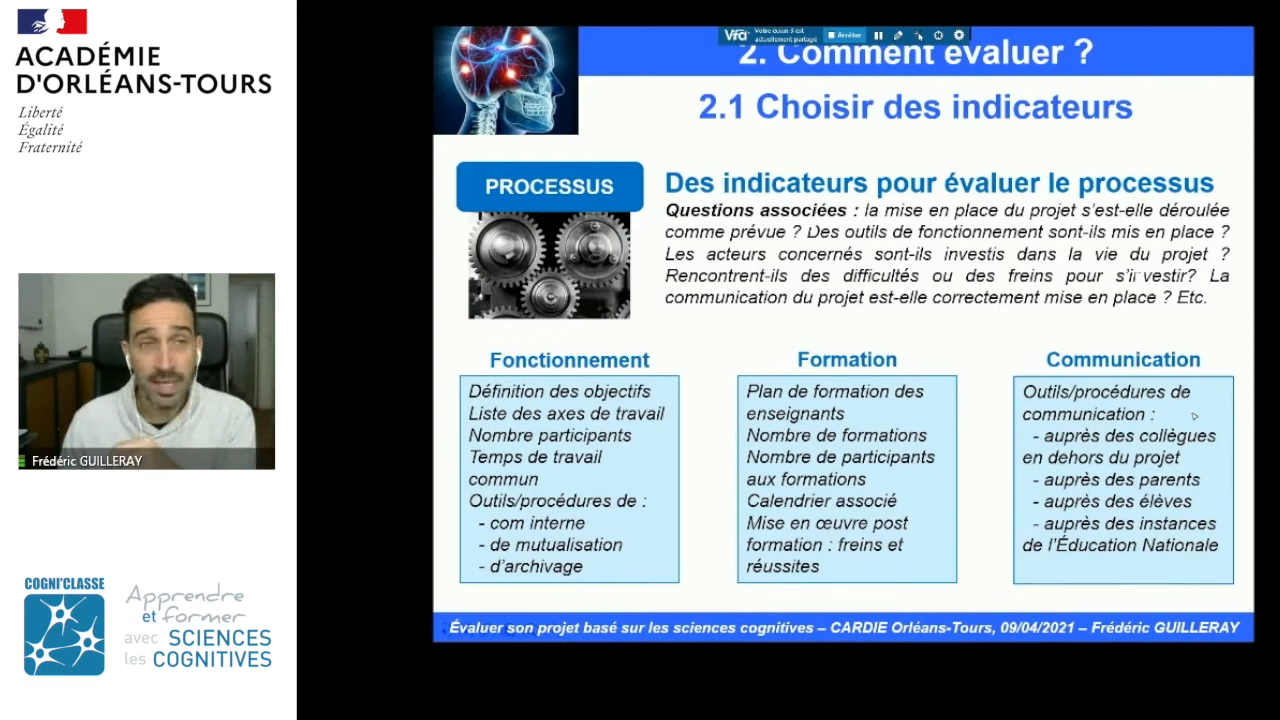 ACADÉMIE
D'ORLÉANS-TOURS
Liberté
Égalité
Fraternité
Frédéric GUILLERAY
COGNI'CLASSE
Apprendre
et former
avec SCIENCES
les COGNITIVES
Votre écran 3 est
actuellement partagé
Arrêter
2. Comment évaluer ?
2.1 Choisir des indicateurs
PROCESSUS
Des indicateurs pour évaluer le processus
Questions associées : la mise en place du projet s'est-elle déroulée
comme prévue ? Des outils de fonctionnement sont-ils mis en place ?
Les acteurs concernés sont-ils investis dans la vie du projet ?
Rencontrent-ils des difficultés ou des freins pour s'investir? La
communication du projet est-elle correctement mise en place ? Etc.
Fonctionnement
Définition des objectifs
Liste des axes de travail
Nombre participants
Temps de travail
commun
Outils/procédures de :
- com interne
- de mutualisation
- d'archivage
Formation
Plan de formation des
enseignants
Nombre de formations
Nombre de participants
aux formations
Calendrier associé
Mise en œuvre post
formation : freins et
réussites
Communication
Outils/procédures de
communication :
- auprès des collègues
en dehors du projet
- auprès des parents
- auprès des élèves
- auprès des instances
de l'Éducation Nationale
Évaluer son projet basé sur les sciences cognitives – CARDIE Orléans-Tours, 09/04/2021 – Frédéric GUILLERAY